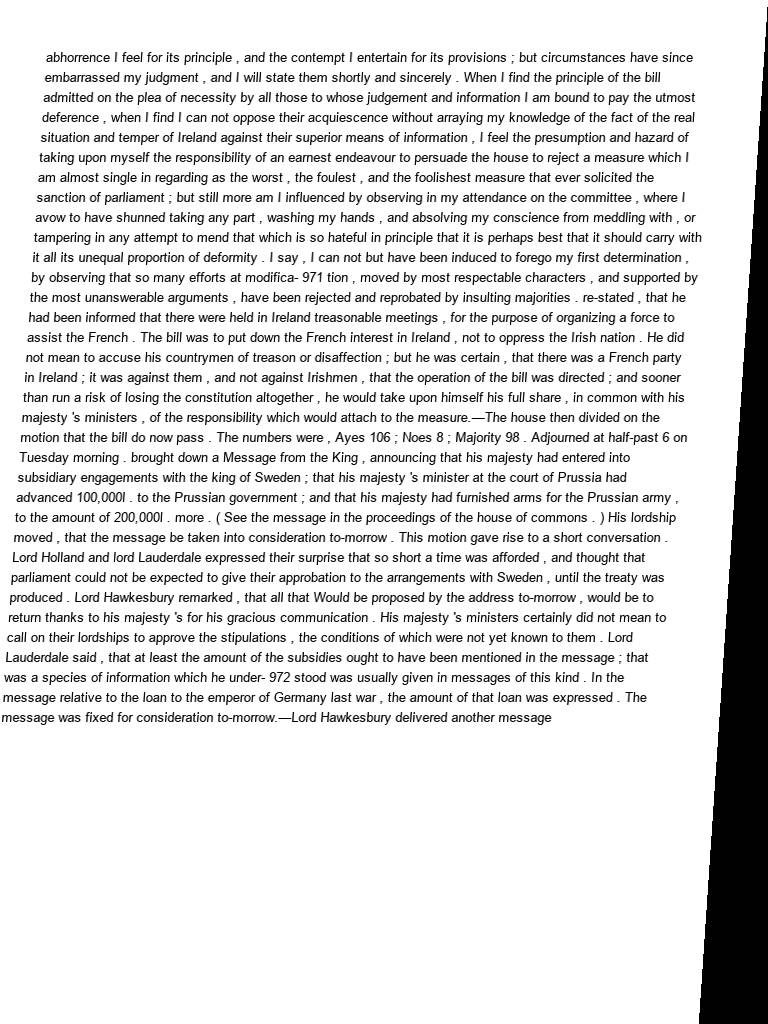 abhorrence I feel for its principle , and the contempt I entertain for its provisions ; but circumstances have since
embarrassed my judgment , and I will state them shortly and sincerely . When I find the principle of the bill
admitted on the plea of necessity by all those to whose judgement and information I am bound to pay the utmost
deference , when I find I can not oppose their acquiescence without arraying my knowledge of the fact of the real
situation and temper of Ireland against their superior means of information , I feel the presumption and hazard of
taking upon myself the responsibility of an earnest endeavour to persuade the house to reject a measure which I
am almost single in regarding as the worst , the foulest , and the foolishest measure that ever solicited the
sanction of parliament ; but still more am I influenced by observing in my attendance on the committee , where I
avow to have shunned taking any part , washing my hands , and absolving my conscience from meddling with , or
tampering in any attempt to mend that which is so hateful in principle that it is perhaps best that it should carry with
it all its unequal proportion of deformity . I say , I can not but have been induced to forego my first determination ,
by observing that so many efforts at modifica- 971 tion , moved by most respectable characters , and supported by
the most unanswerable arguments , have been rejected and reprobated by insulting majorities . re-stated , that he
had been informed that there were held in Ireland treasonable meetings , for the purpose of organizing a force to
assist the French . The bill was to put down the French interest in Ireland , not to oppress the Irish nation . He did
not mean to accuse his countrymen of treason or disaffection ; but he was certain , that there was a French party
in Ireland ; it was against them , and not against Irishmen , that the operation of the bill was directed ; and sooner
than run a risk of losing the constitution altogether , he would take upon himself his full share , in common with his
majesty 's ministers , of the responsibility which would attach to the measure.—The house then divided on the
motion that the bill do now pass . The numbers were , Ayes 106 ; Noes 8 ; Majority 98 . Adjourned at half-past 6 on
Tuesday morning . brought down a Message from the King , announcing that his majesty had entered into
subsidiary engagements with the king of Sweden ; that his majesty 's minister at the court of Prussia had
advanced 100,000l . to the Prussian government ; and that his majesty had furnished arms for the Prussian army ,
to the amount of 200,000l . more . ( See the message in the proceedings of the house of commons . ) His lordship
moved , that the message be taken into consideration to-morrow . This motion gave rise to a short conversation .
Lord Holland and lord Lauderdale expressed their surprise that so short a time was afforded , and thought that
parliament could not be expected to give their approbation to the arrangements with Sweden , until the treaty was
produced . Lord Hawkesbury remarked , that all that Would be proposed by the address to-morrow , would be to
return thanks to his majesty 's for his gracious communication . His majesty 's ministers certainly did not mean to
call on their lordships to approve the stipulations , the conditions of which were not yet known to them . Lord
Lauderdale said , that at least the amount of the subsidies ought to have been mentioned in the message ; that
was a species of information which he under- 972 stood was usually given in messages of this kind . In the
message relative to the loan to the emperor of Germany last war , the amount of that loan was expressed . The
message was fixed for consideration to-morrow.—Lord Hawkesbury delivered another message